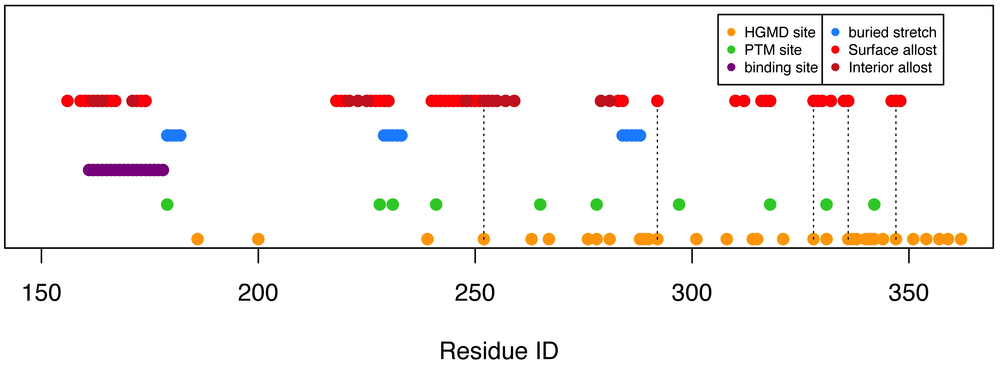 HGMD site
PTM site
binding site
buried stretch
Surface allost
Interior allost
150 200 250 300 350
Residue ID